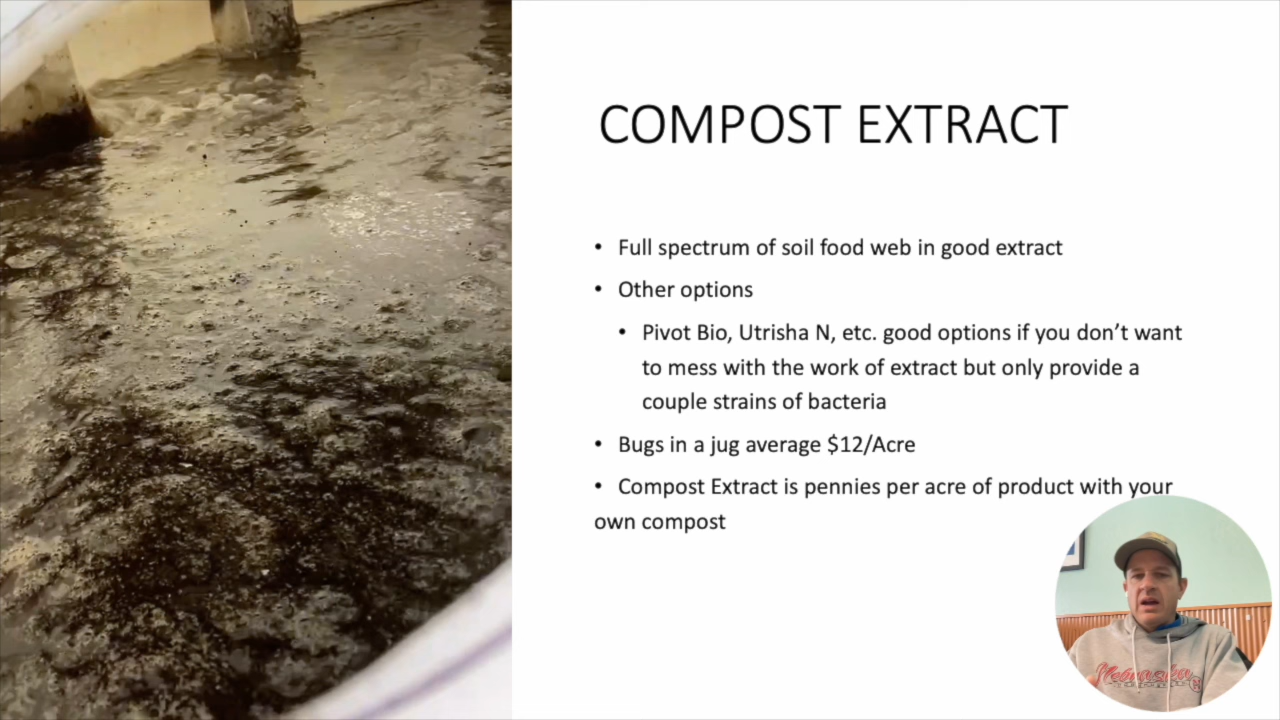 COMPOST EXTRACT
• Full spectrum of soil food web in good extract
• Other options
• Pivot Bio, Utrisha N, etc. good options if you don’t want
to mess with the work of extract but only provide a
couple strains of bacteria
• Bugs in a jug average $12/Acre
• Compost Extract is pennies per acre of product with your
own compost
Nebraska